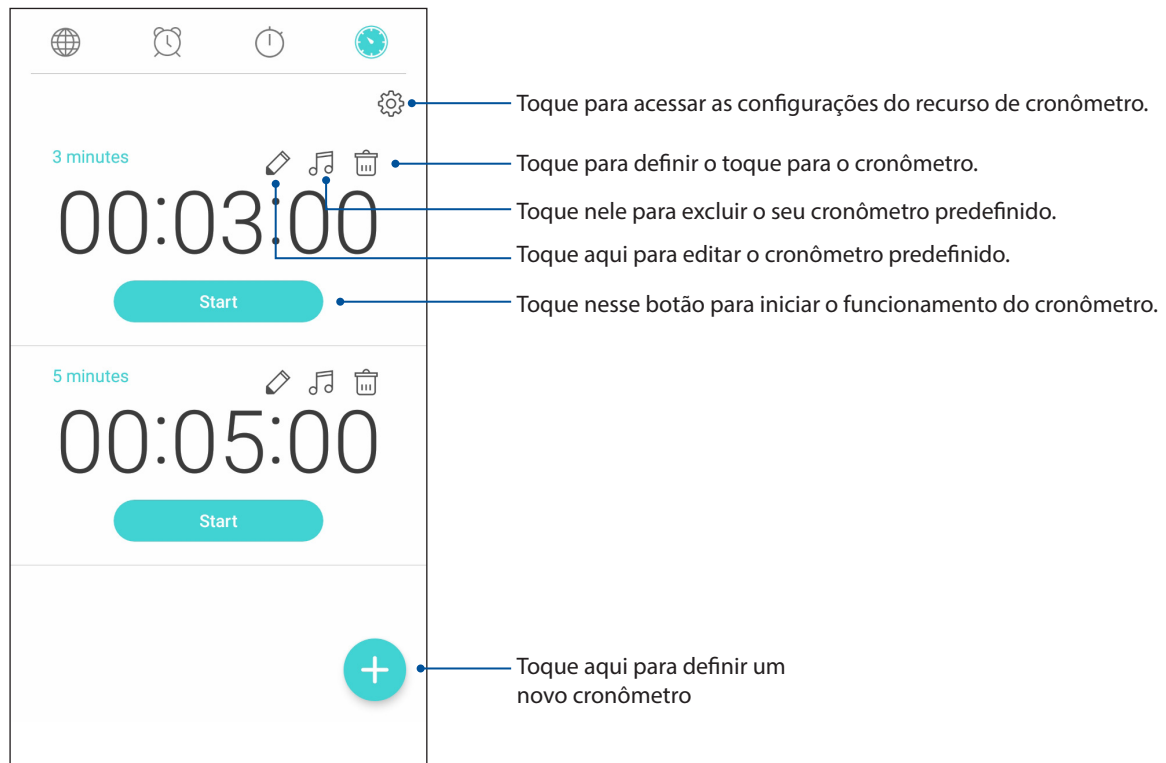 Toque para acessar as configurações do recurso de cronômetro.
3 minutes
Toque para definir o toque para o cronômetro.
00:03:00
Toque nele para excluir o seu cronômetro predefinido.
Toque aqui para editar o cronômetro predefinido.
Start
Toque nesse botão para iniciar o funcionamento do cronômetro.
5 minutes
00:05:00
Start
Toque aqui para definir um
novo cronômetro